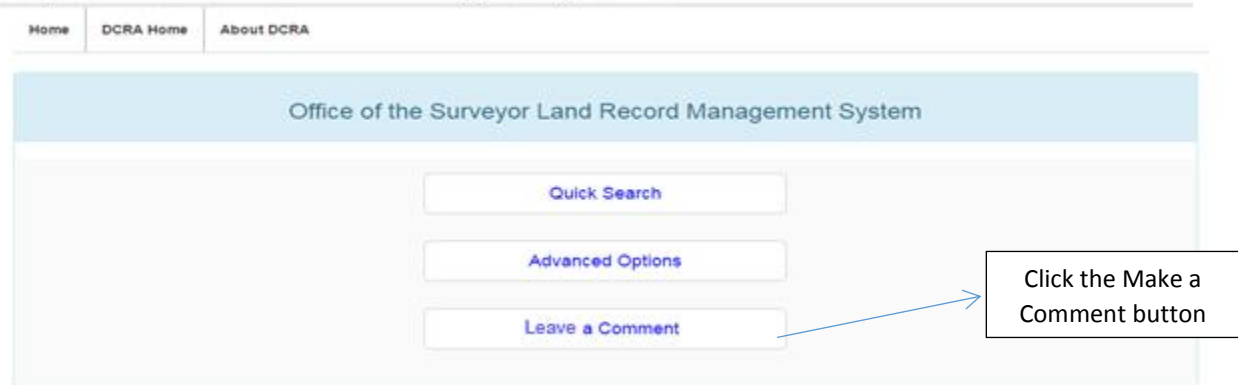 Home DCRA Home About DCRA
Office of the Surveyor Land Record Management System
Quick Search
Advanced Options
Leave a Comment
Click the Make a
Comment button